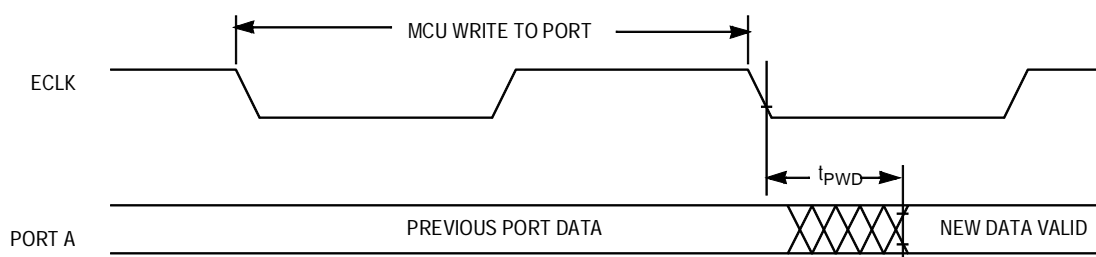 MCU WRITE TO PORT
ECLK
tPWD
PREVIOUS PORT DATA
NEW DATA VALID
PORT A